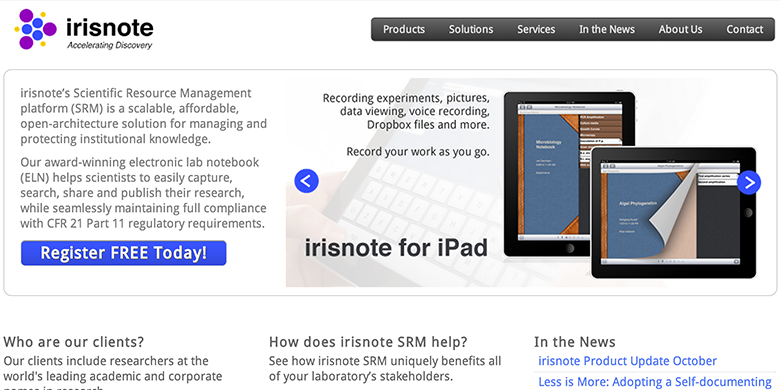 irisnote
Accelerating Discovery
Products Solutions Services In the News About Us Contact
irisnote's Scientific Resource Management
platform (SRM) is a scalable, affordable,
open-architecture solution for managing and
protecting institutional knowledge.
Our award-winning electronic lab notebook
(ELN) helps scientists to easily capture,
search, share and publish their research,
while seamlessly maintaining full compliance
with CFR 21 Part 11 regulatory requirements.
Register FREE Today!
Recording experiments, pictures,
data viewing, voice recording,
Dropbox files and more.
Record your work as you go.
irisnote for iPad
Microbiology
Notebook
Algal Phylogenetics
Who are our clients?
Our clients include researchers at the
world's leading academic and corporate
names in research
How does irisnote SRM help?
See how irisnote SRM uniquely benefits all
of your laboratory's stakeholders.
In the News
irisnote Product Update October
Less is More: Adopting a Self-documenting